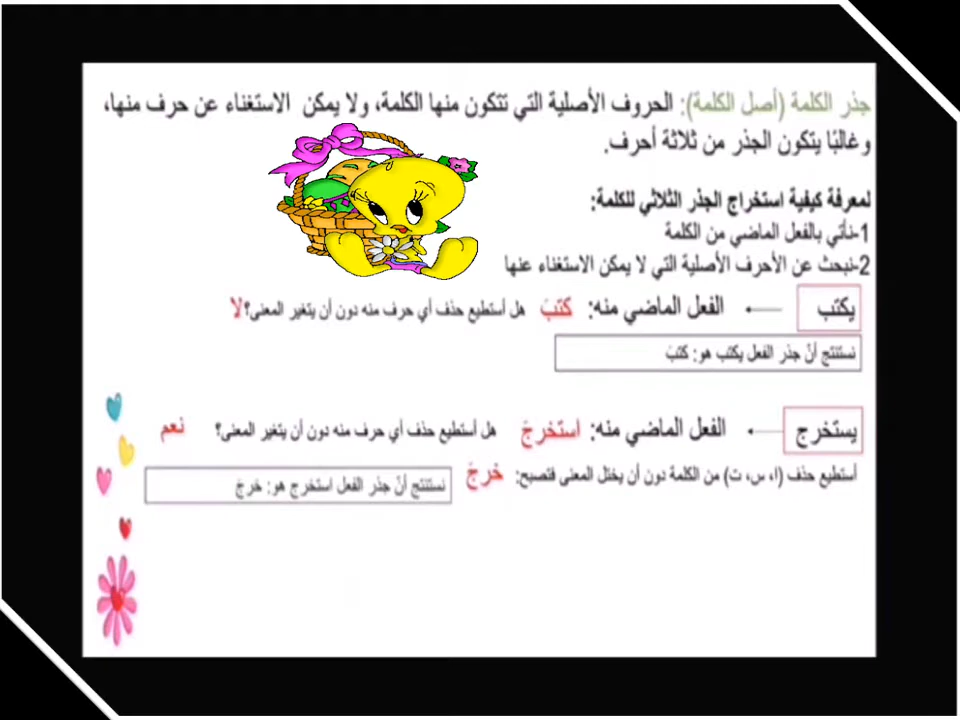 جذر الكلمة (أصل الكلمة): الحروف الأصلية التي تتكون منها الكلمة، ولا يمكن الاستغناء عن حرف منها،
وغالبًا يتكون الجذر من ثلاثة أحرف.
لمعرفة كيفية استخراج الجذر الثلاثي للكلمة:
1-نأتي بالفعل الماضي من الكلمة
2-نبحث عن الأحرف الأصلية التي لا يمكن الاستغناء عنها
يكتب ← الفعل الماضي منه: كتبَ هل أستطيع حذف أي حرف منه دون أن يتغير المعنى؟ لا
نستنتج أنّ جذر الفعل يكتب هو: كتبَ
يستخرج ← الفعل الماضي منه: استخرجَ هل أستطيع حذف أي حرف منه دون أن يتغير المعنى؟ نعم
أستطيع حذف (ا، س، ت) من الكلمة دون أن يختل المعنى فتصبح: خرجَ
نستنتج أنّ جذر الفعل استخرج هو: خرجَ